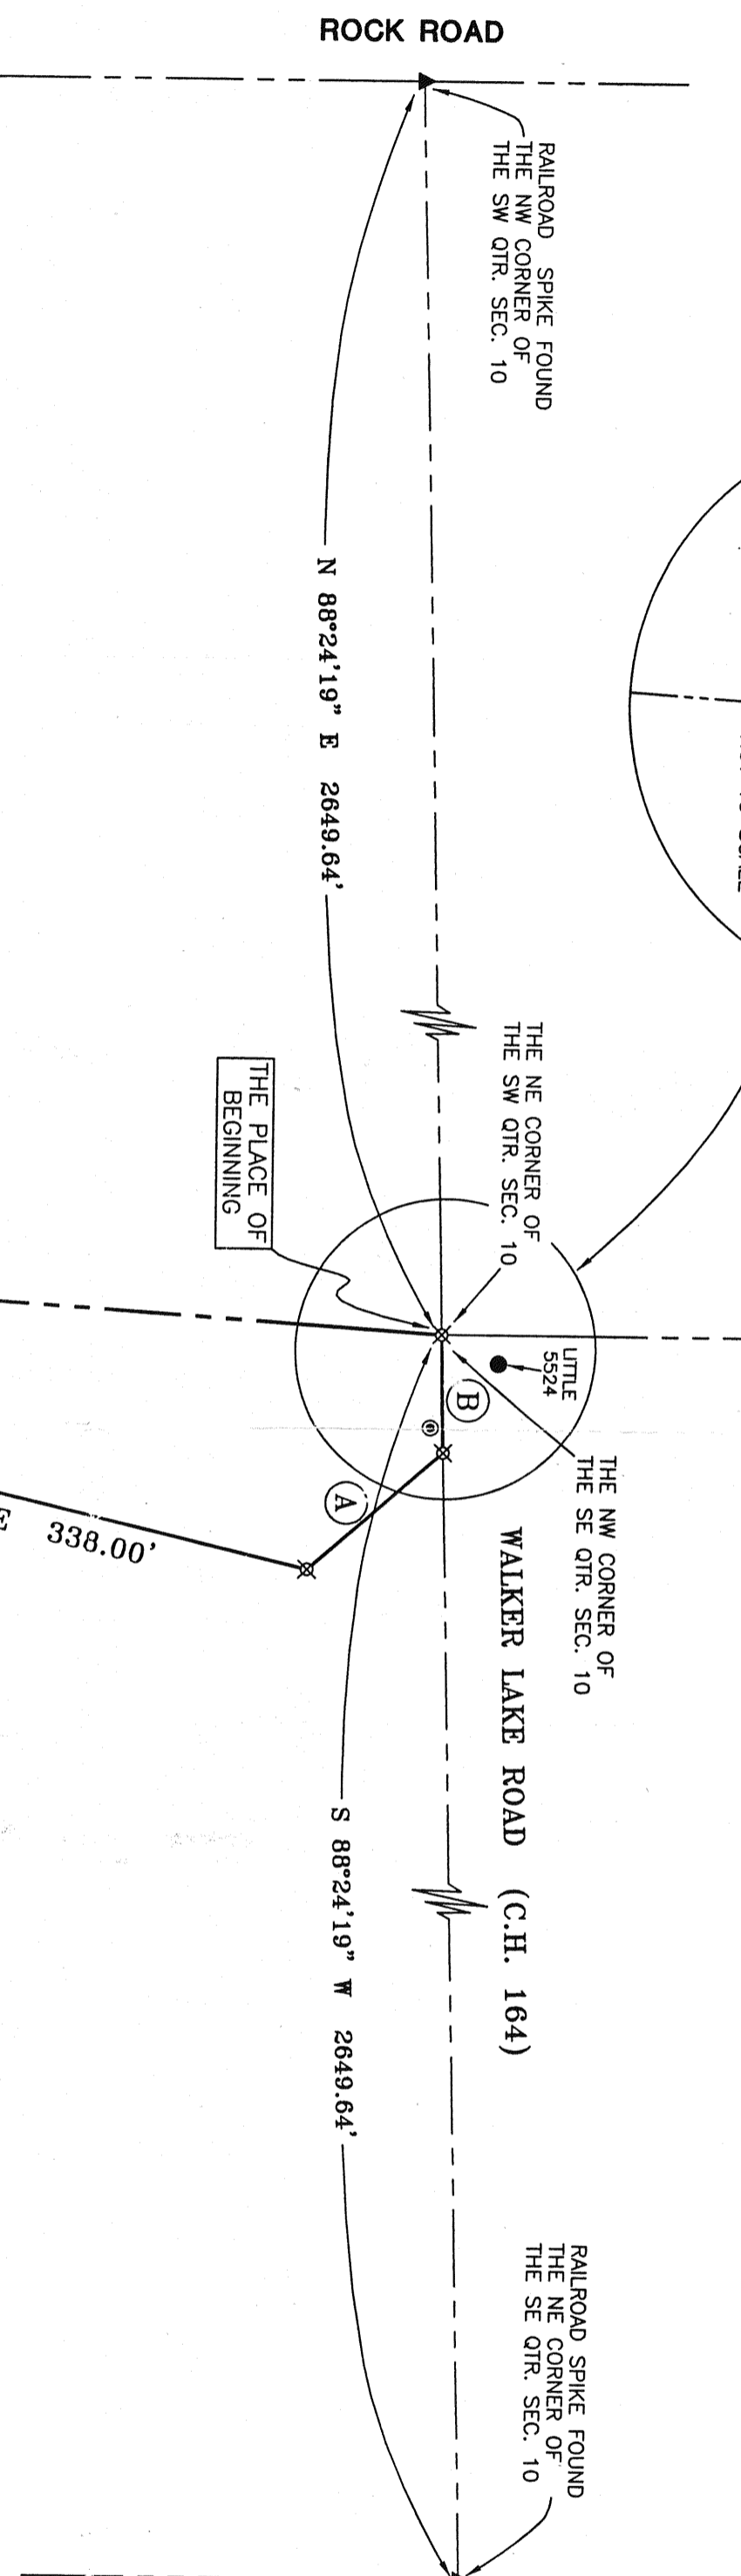 ROCK ROAD
RAILROAD SPIKE FOUND
THE NW CORNER OF
THE SW QTR. SEC. 10
N 88°24'19" E 2649.64'
THE NE CORNER OF
THE SW QTR. SEC. 10
THE PLACE OF
BEGINNING
LITTLE
5524
B
A
THE NW CORNER OF
THE SE QTR. SEC. 10
E 338.00'
WALKER LAKE ROAD (C.H. 164)
S 88°24'19" W 2649.64'
RAILROAD SPIKE FOUND
THE NE CORNER OF
THE SE QTR. SEC. 10